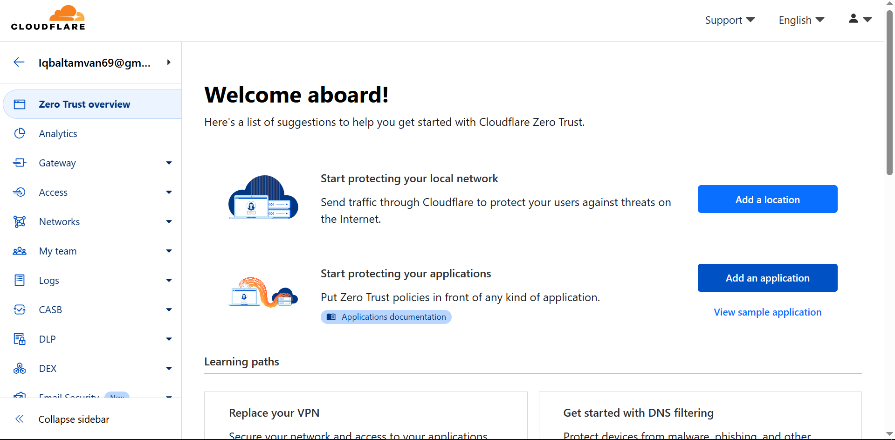 CLOUDFLARE
Support
English
Iqbaltamvan69@gm...
Zero Trust overview
Analytics
Gateway
Access
Networks
My team
Logs
CASB
DLP
DEX
Email Security New
Collapse sidebar
Welcome aboard!
Here's a list of suggestions to help you get started with Cloudflare Zero Trust.
Start protecting your local network
Send traffic through Cloudflare to protect your users against threats on
the Internet.
Add a location
Start protecting your applications
Put Zero Trust policies in front of any kind of application.
Applications documentation
Add an application
View sample application
Learning paths
Replace your VPN
Secure your network and access to your applications
Get started with DNS filtering
Protect devices from malware, phishing, and other